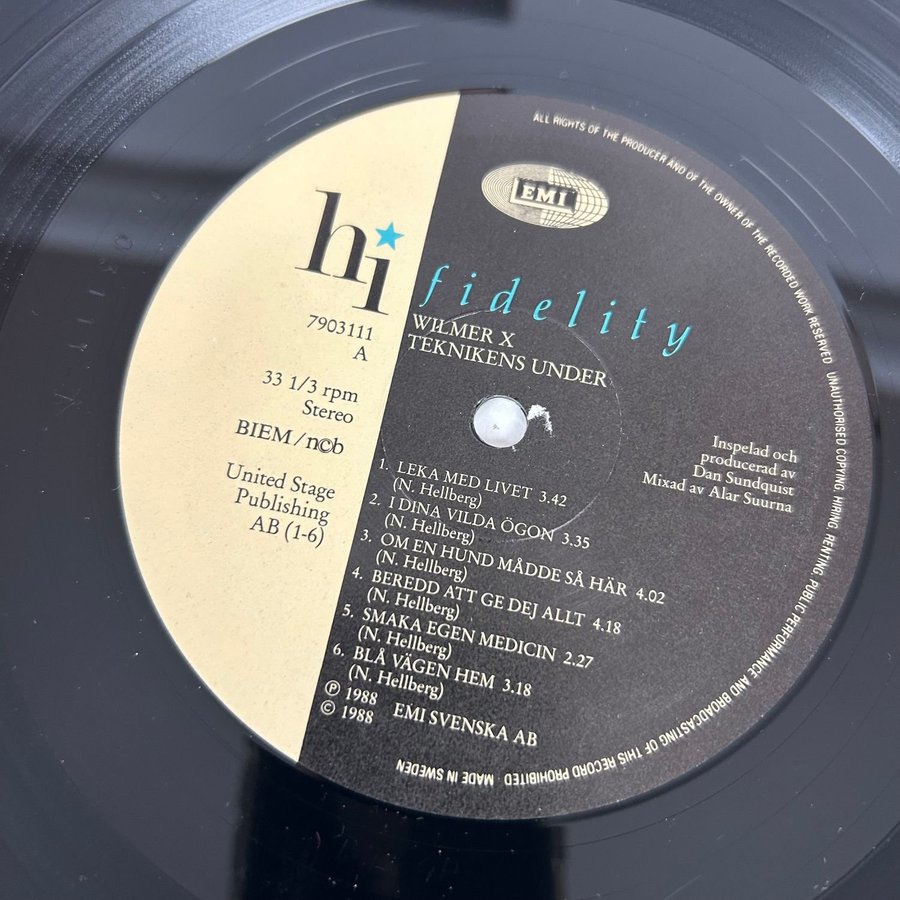 ALL RIGHTS OF THE PRODUCER AND OF THE OWNER OF THE RECORDED WORK RESERVED UNAUTHORISED COPYING, HIRING, RENTING, PUBLIC PERFORMANCE AND BROADCASTING OF THIS RECORD PROHIBITED · MADE IN SWEDEN
EMI
hi fidelity
7903111
A
33 1/3 rpm
Stereo
BIEM/n©b
United Stage
Publishing
AB (1-6)
WILMER X
TEKNIKENS UNDER
Inspelad och
producerad av
Dan Sundquist
Mixad av Alar Suurna
1. LEKA MED LIVET 3.42
(N. Hellberg)
2. I DINA VILDA ÖGON 3.35
(N. Hellberg)
3. OM EN HUND MÅDDE SÅ HÄR 4.02
(N. Hellberg)
4. BEREDD ATT GE DEJ ALLT 4.18
(N. Hellberg)
5. SMAKA EGEN MEDICIN 2.27
(N. Hellberg)
6. BLÅ VÄGEN HEM 3.18
(N. Hellberg)
℗ 1988
© 1988 EMI SVENSKA AB